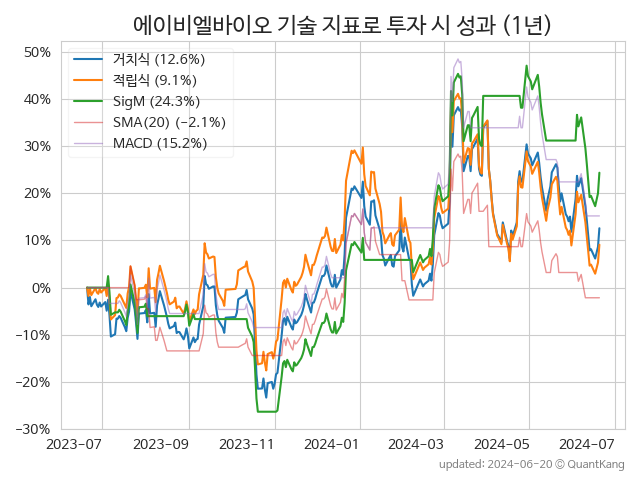 에이비엘바이오 기술 지표로 투자 시 성과 (1년)
50%
40%
30%
20%
10%
0%
−10%
−20%
−30%
거치식 (12.6%)
적립식 (9.1%)
SigM (24.3%)
SMA(20) (−2.1%)
MACD (15.2%)
2023-07
2023-09
2023-11
2024-01
2024-03
2024-05
2024-07
updated: 2024-06-20 © QuantKang